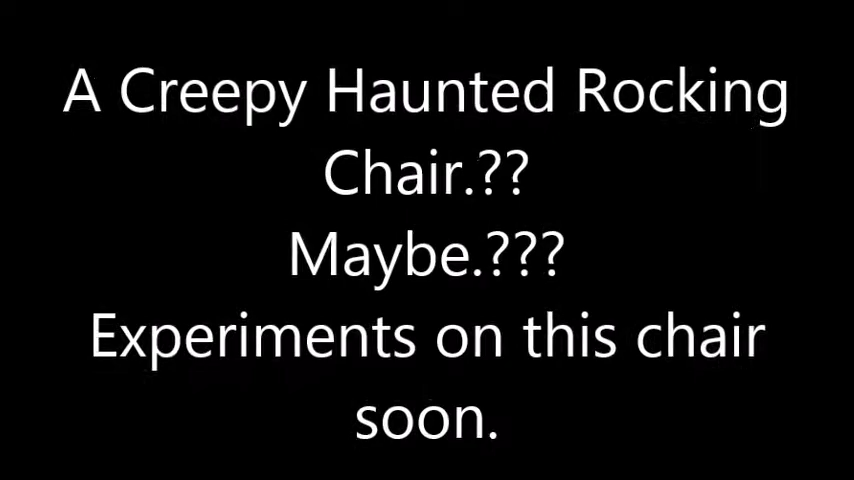 A Creepy Haunted Rocking
Chair.??
Maybe.???
Experiments on this chair
soon.